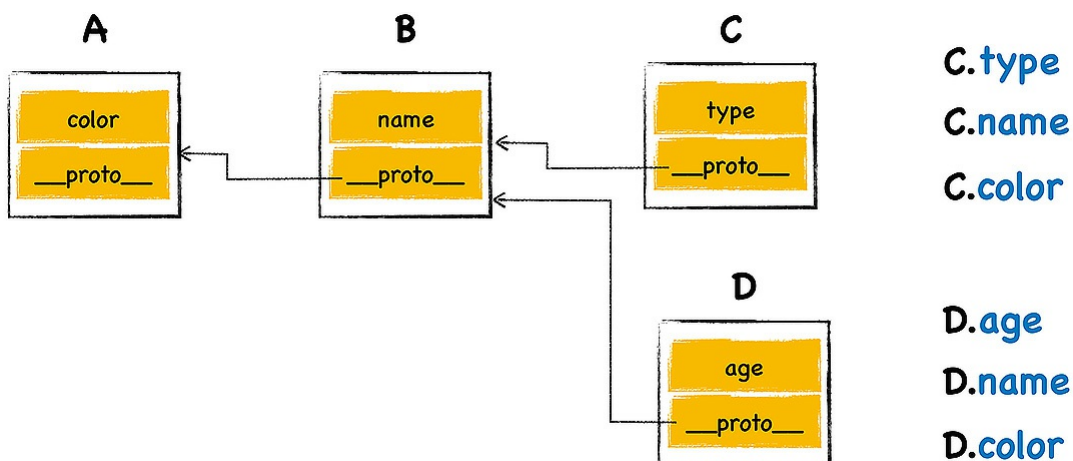 A
color
__proto__
B
name
__proto__
C
type
__proto__
D
age
__proto__
C.type
C.name
C.color
D.age
D.name
D.color